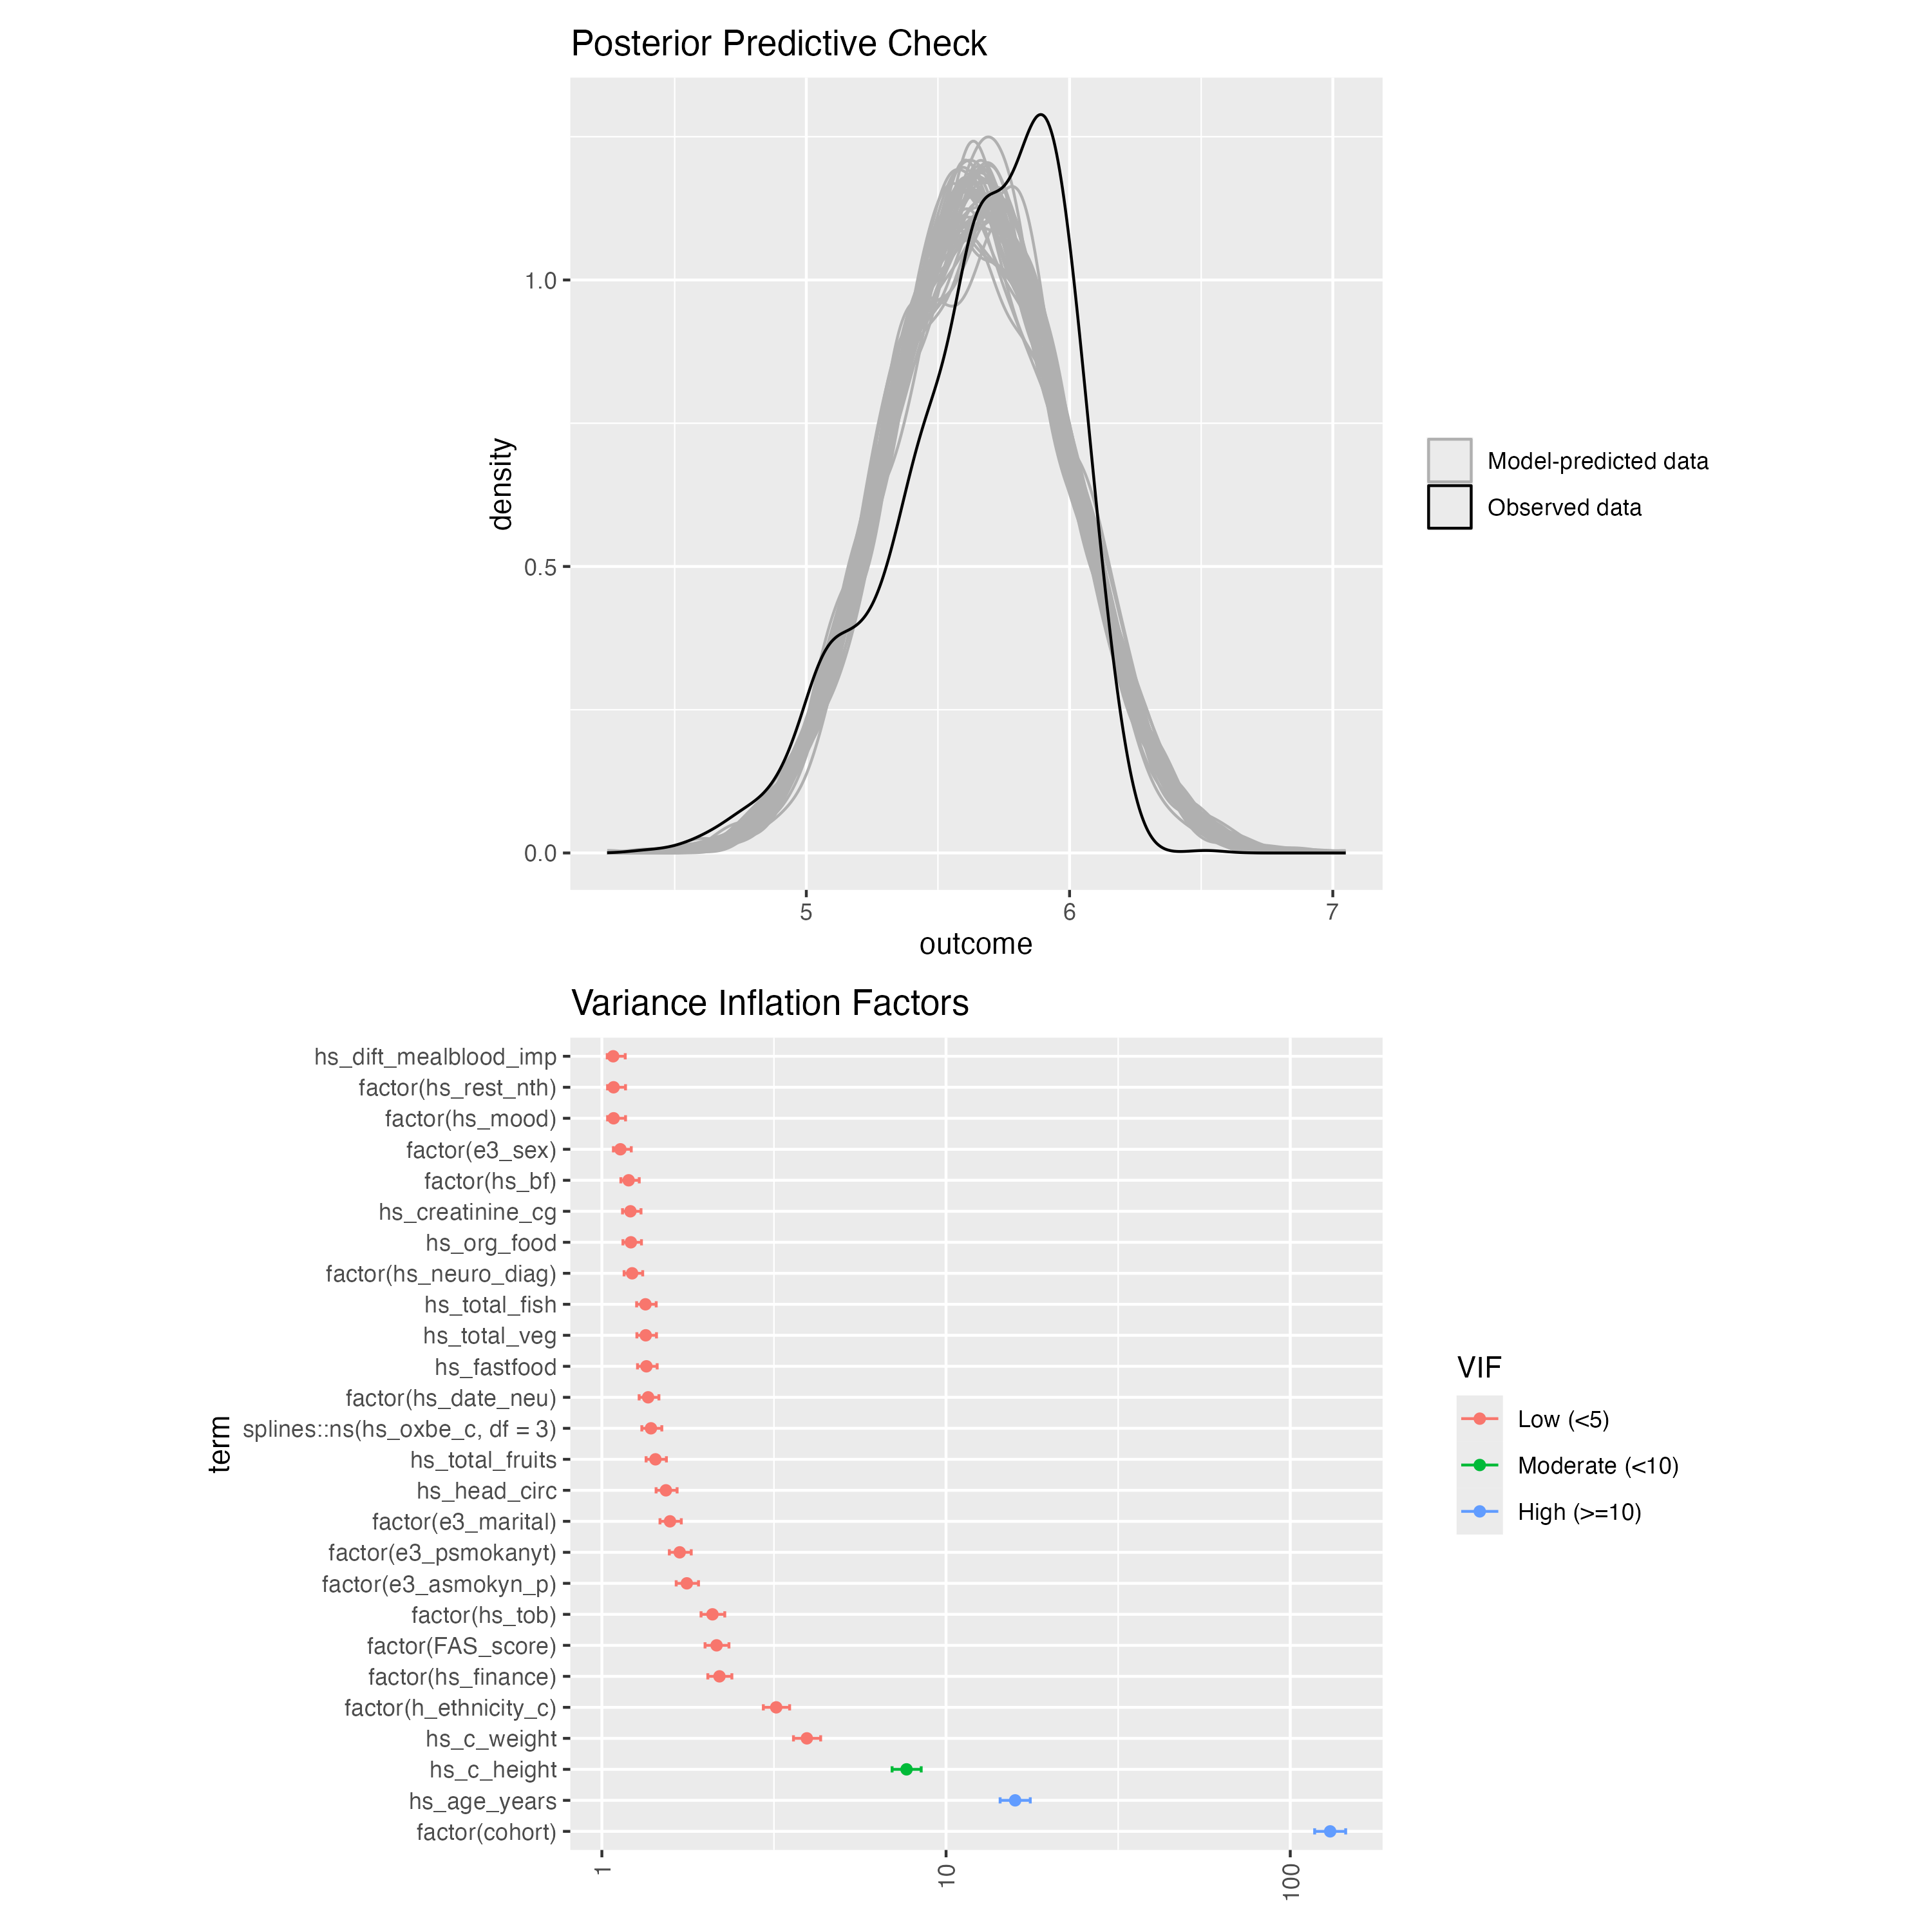 Posterior Predictive Check
density
1.0
0.5
0.0
5 6 7
outcome
Model-predicted data
Observed data
Variance Inflation Factors
term
hs_dift_mealblood_imp
factor(hs_rest_nth)
factor(hs_mood)
factor(e3_sex)
factor(hs_bf)
hs_creatinine_cg
hs_org_food
factor(hs_neuro_diag)
hs_total_fish
hs_total_veg
hs_fastfood
factor(hs_date_neu)
splines::ns(hs_oxbe_c, df = 3)
hs_total_fruits
hs_head_circ
factor(e3_marital)
factor(e3_psmokanyt)
factor(e3_asmokyn_p)
factor(hs_tob)
factor(FAS_score)
factor(hs_finance)
factor(h_ethnicity_c)
hs_c_weight
hs_c_height
hs_age_years
factor(cohort)
1 10 100
VIF
Low (<5)
Moderate (<10)
High (>=10)